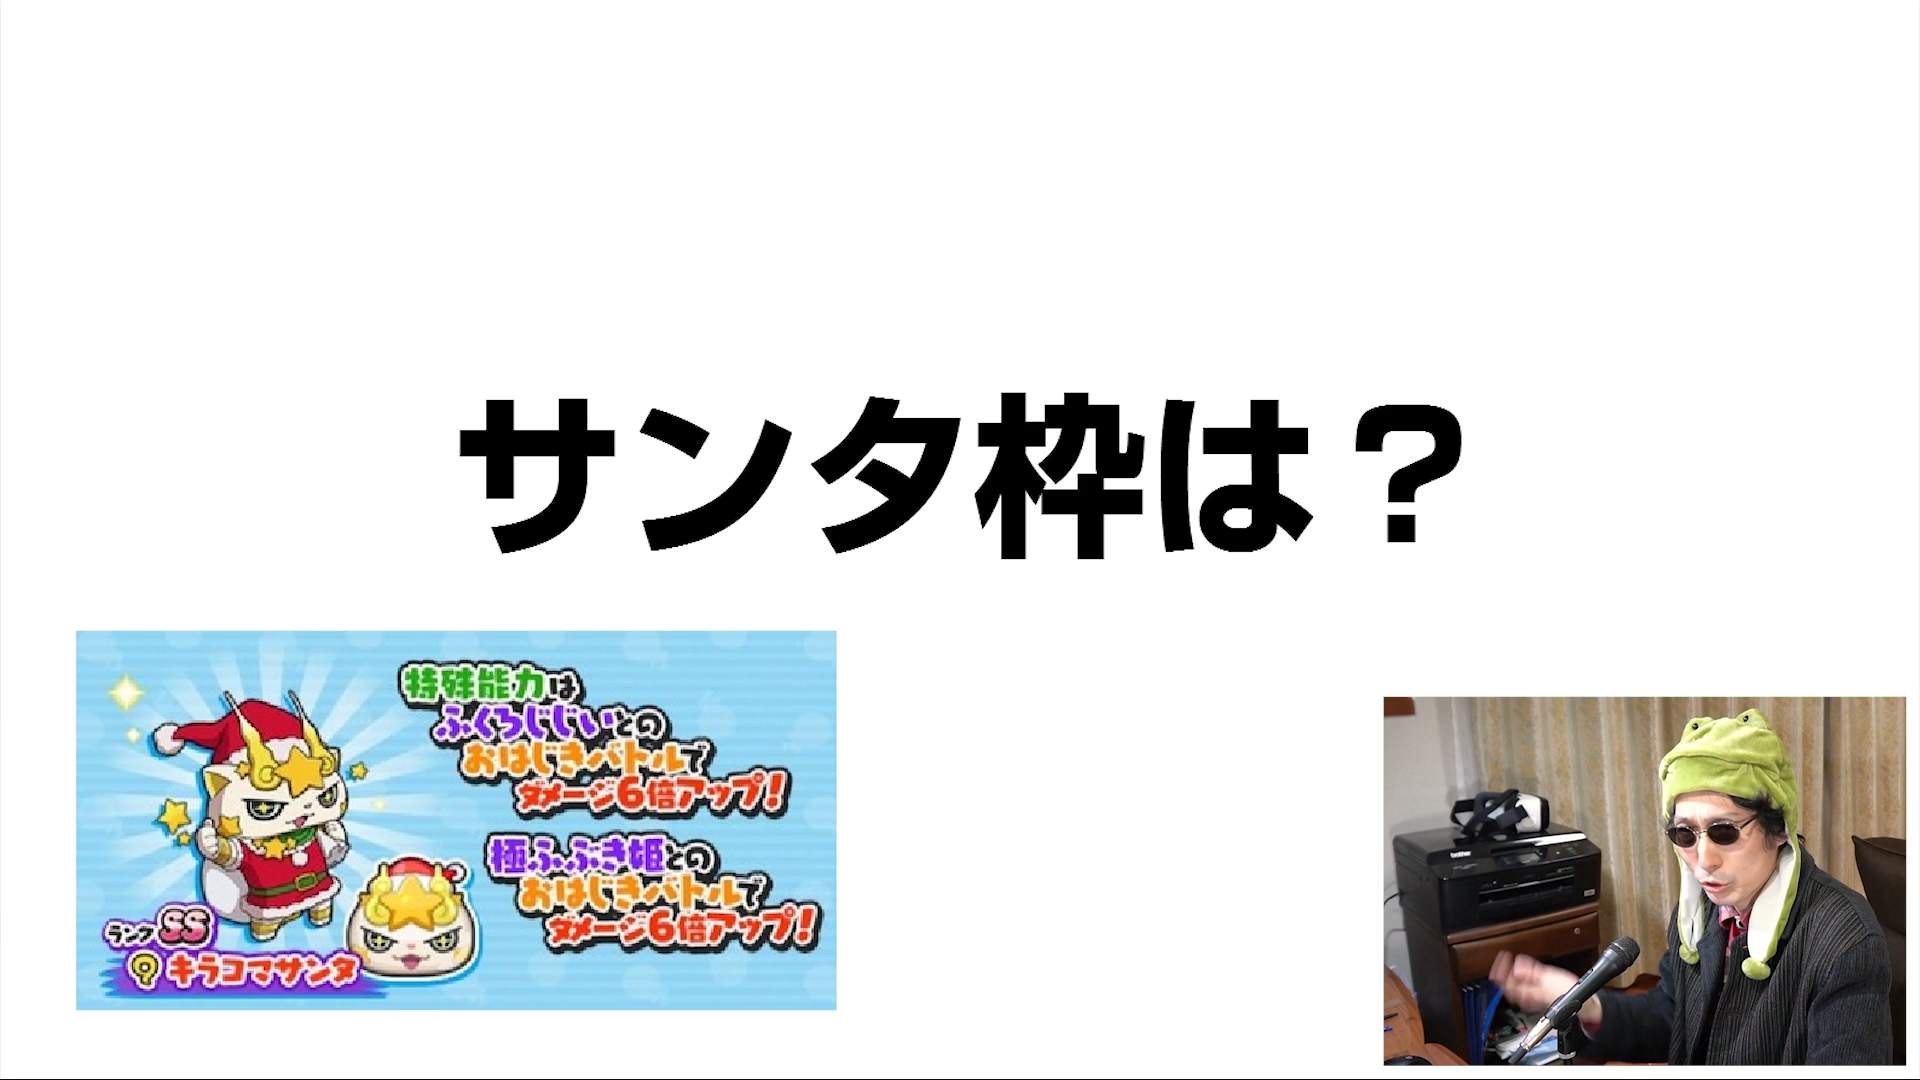 サンタ枠は？
特殊能力は
ふくろじじいとの
おはじきバトルで
ダメージ6倍アップ！
極ふぶき姫との
おはじきバトルで
ダメージ6倍アップ！
ランク SS
キラコマサンタ
brother